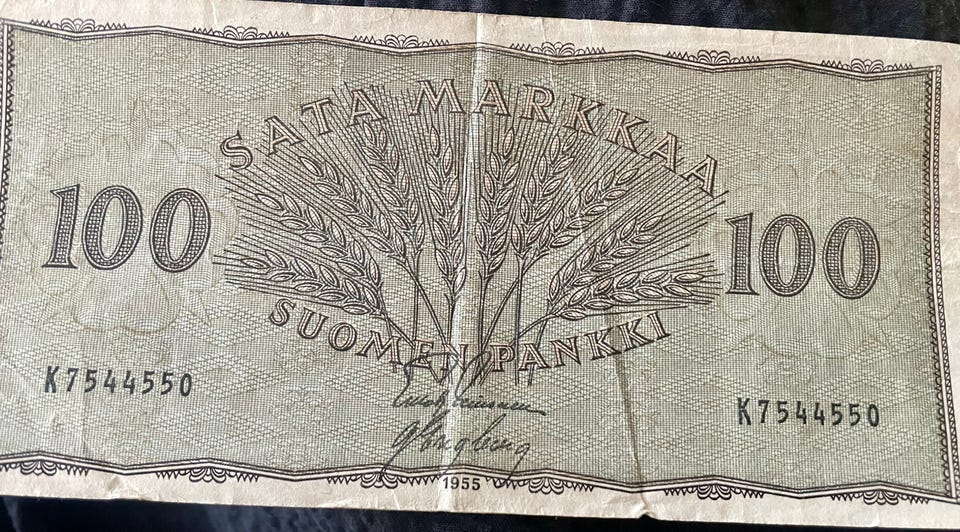 SATA MARKKAA
100 100
SUOMEN PANKKI
K7544550 K7544550
1955